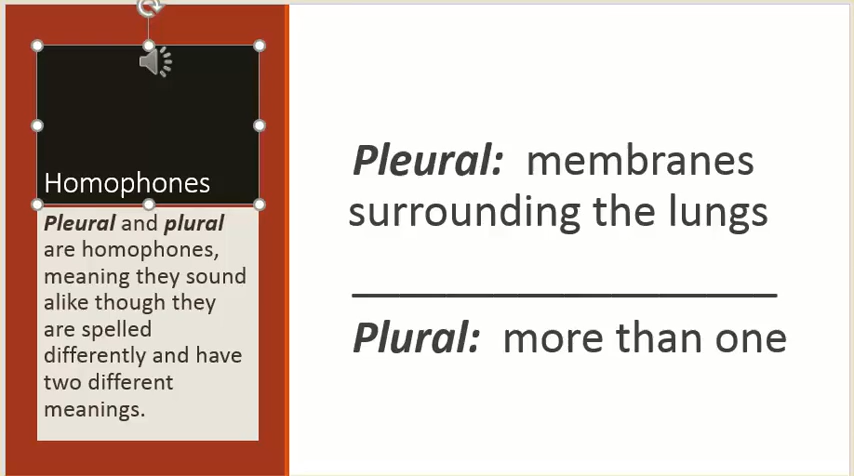 Homophones
Pleural and plural
are homophones,
meaning they sound
alike though they
are spelled
differently and have
two different
meanings.
Pleural: membranes
surrounding the lungs
Plural: more than one